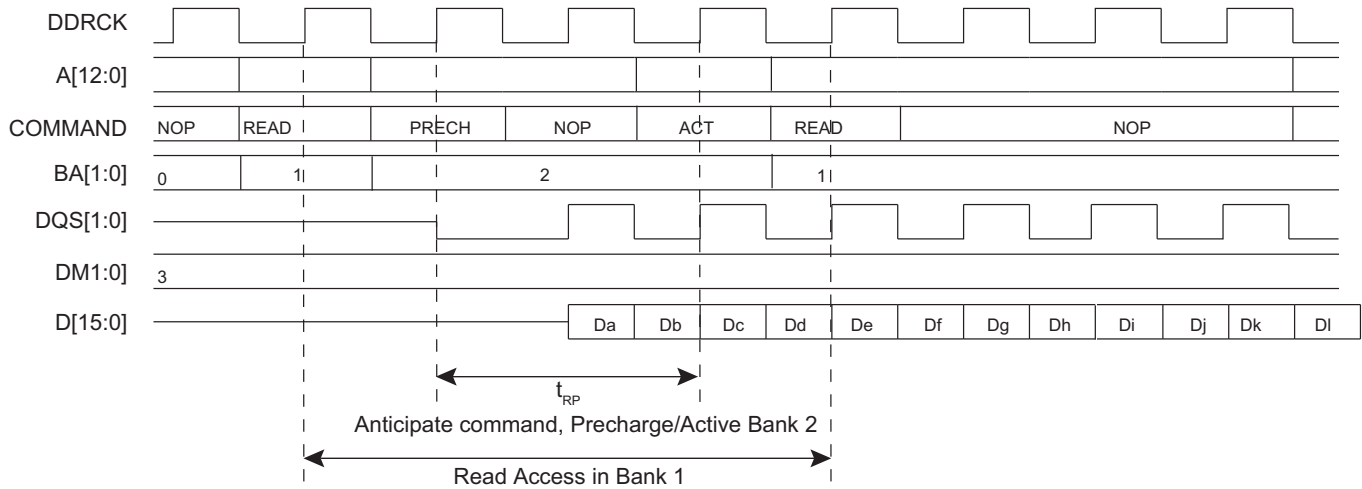 DDRCK
A[12:0]
COMMAND NOP READ PRECH NOP ACT READ NOP
BA[1:0] 0 1 2 1
DQS[1:0]
DM1:0] 3
D[15:0] Da Db Dc Dd De Df Dg Dh Di Dj Dk Dl
tRP
Anticipate command, Precharge/Active Bank 2
Read Access in Bank 1